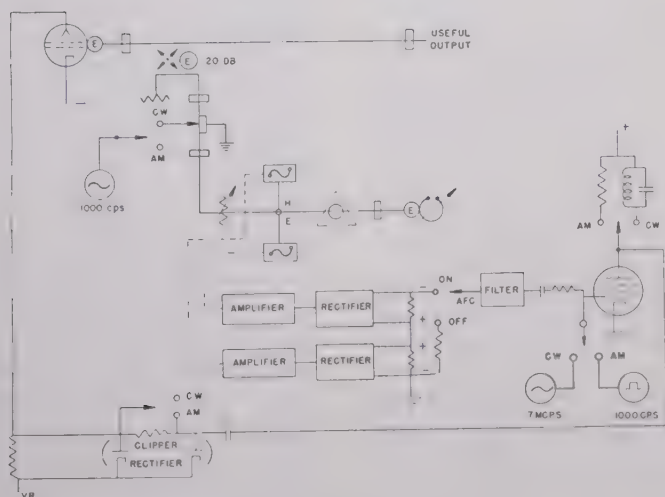 E
USEFUL
OUTPUT
E
20 DB
CW
AM
1000 cps
H
E
E
+
AM
CW
ON
AFC
FILTER
OFF
AMPLIFIER
RECTIFIER
AMPLIFIER
RECTIFIER
CW
AM
7 MCPS
1000 CPS
CW
AM
CLIPPER
RECTIFIER
VR